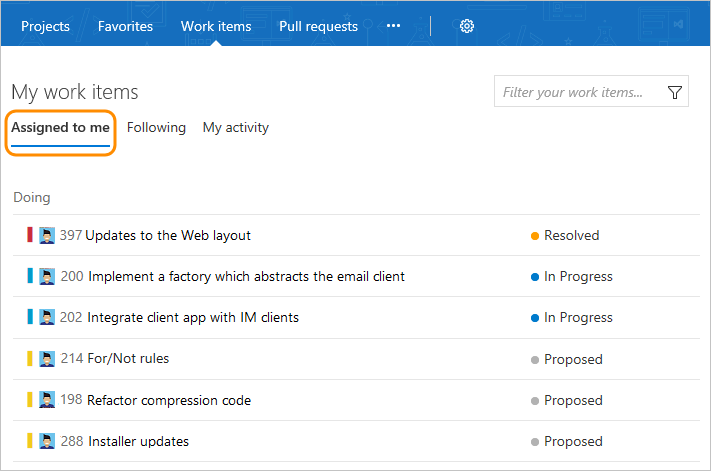 Projects Favorites Work items Pull requests ···
My work items
Filter your work items...
Assigned to me Following My activity
Doing
397 Updates to the Web layout Resolved
200 Implement a factory which abstracts the email client In Progress
202 Integrate client app with IM clients In Progress
214 For/Not rules Proposed
198 Refactor compression code Proposed
288 Installer updates Proposed